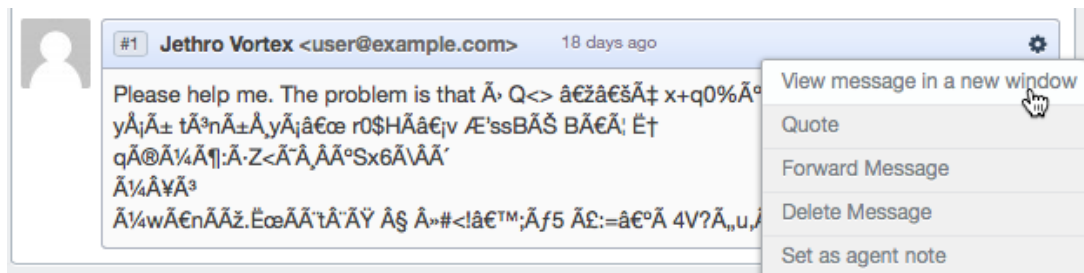 #1 Jethro Vortex <user@example.com> 18 days ago
Please help me. The problem is that Ã› Q<> â€žâ€šÃ‡ x+q0%Ãº
yÅ¡Ã± tÃ³nÃ±Å¸yÃ¡â€œ r0$HÃâ€¡v Æ'ssBÃŠ BÃ€Ã¦ Ë†
qÃ®Ã¼Ã¶:Ã·Z<Ã˜Â¸ÂÃºSx6Ã\ÂÃ´
Ã¼Â¥Ã³
Ã¼wÃ€nÃÃž.ËœÃÃ¨tÂ¨ÃŸ Â§ Â»#<!â€™;Ãƒ5 Ã£:=â€ºÃ 4V?Ã„u,Ã
View message in a new window
Quote
Forward Message
Delete Message
Set as agent note